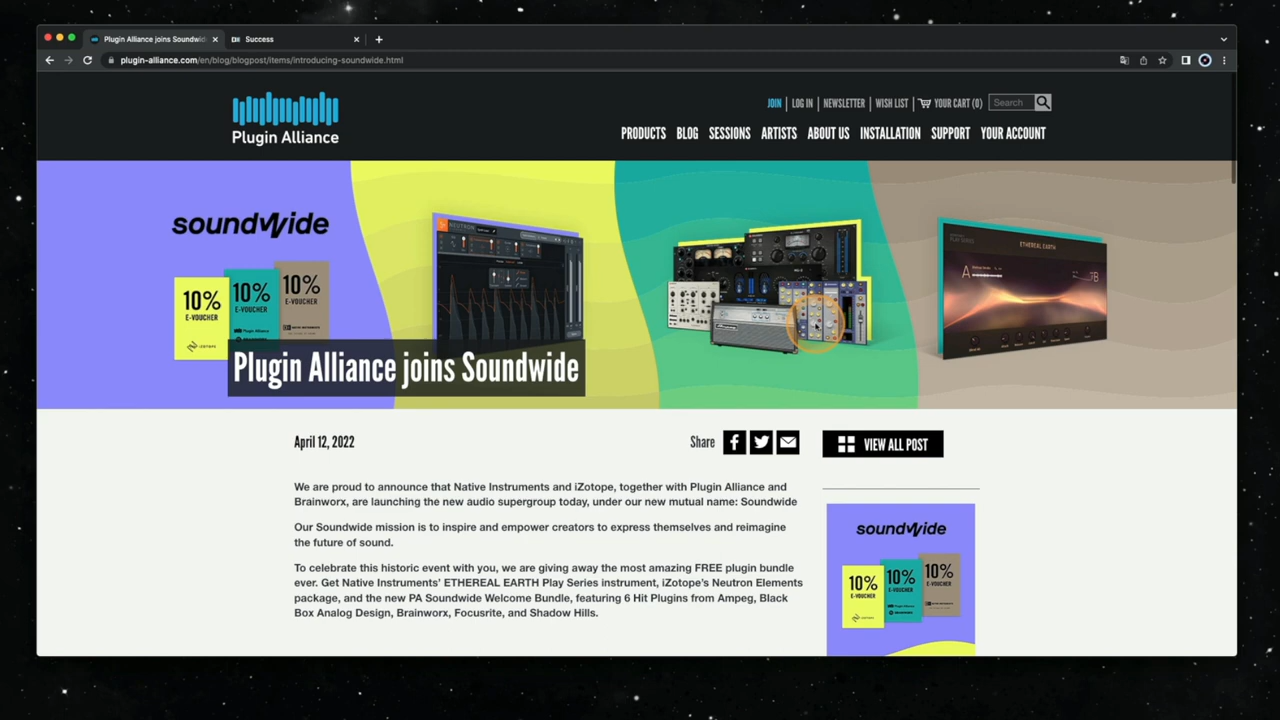 Plugin Alliance joins Soundwid
Success
plugin-alliance.com/en/blog/blogpost/items/introducing-soundwide.html
Plugin Alliance
JOIN | LOG IN | NEWSLETTER | WISH LIST | YOUR CART (0)
Search
PRODUCTS BLOG SESSIONS ARTISTS ABOUT US INSTALLATION SUPPORT YOUR ACCOUNT
soundwide
10% E-VOUCHER
10% E-VOUCHER
10% E-VOUCHER
NEUTRON
ETHEREAL EARTH
A
B
Plugin Alliance joins Soundwide
April 12, 2022
Share
VIEW ALL POST
We are proud to announce that Native Instruments and iZotope, together with Plugin Alliance and
Brainworx, are launching the new audio supergroup today, under our new mutual name: Soundwide
Our Soundwide mission is to inspire and empower creators to express themselves and reimagine
the future of sound.
To celebrate this historic event with you, we are giving away the most amazing FREE plugin bundle
ever. Get Native Instruments' ETHEREAL EARTH Play Series instrument, iZotope's Neutron Elements
package, and the new PA Soundwide Welcome Bundle, featuring 6 Hit Plugins from Ampeg, Black
Box Analog Design, Brainworx, Focusrite, and Shadow Hills.
soundwide
10% E-VOUCHER
10% E-VOUCHER
10% E-VOUCHER